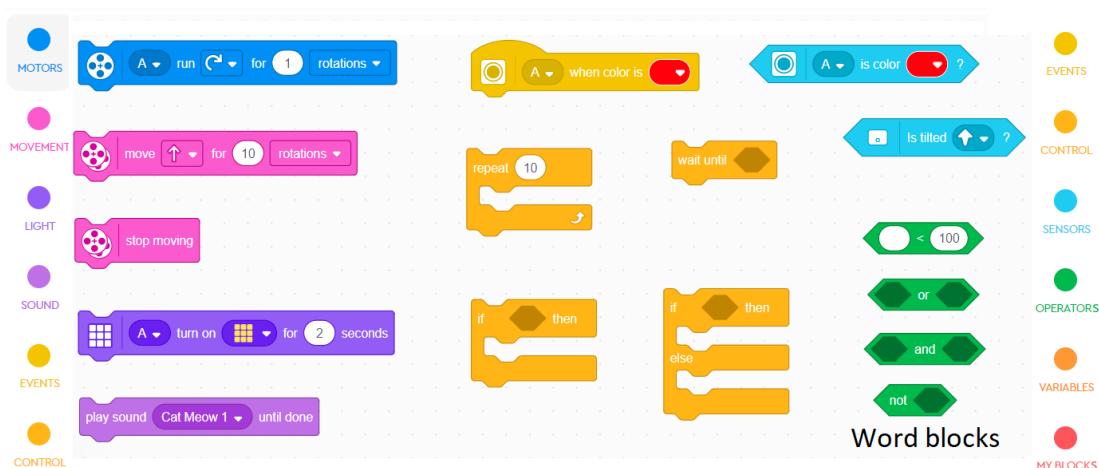 MOTORS
MOVEMENT
LIGHT
SOUND
EVENTS
CONTROL
A run for 1 rotations
move for 10 rotations
stop moving
A turn on for 2 seconds
play sound Cat Meow 1 until done
A when color is
repeat 10
wait until
if then
if then
else
A is color ?
Is tilted ?
< 100
or
and
not
Word blocks
EVENTS
CONTROL
SENSORS
OPERATORS
VARIABLES
MY BLOCKS